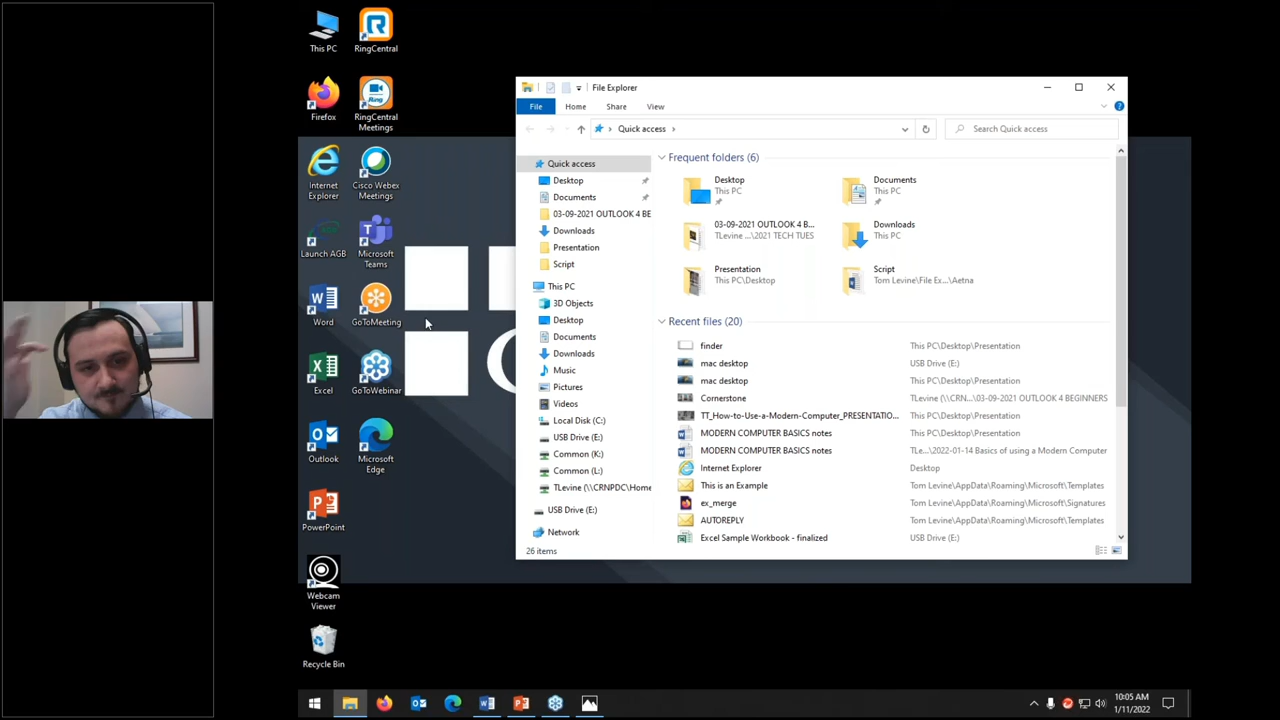 This PC
RingCentral
Firefox
RingCentral
Meetings
Internet
Explorer
Cisco Webex
Meetings
Launch AGB
Microsoft
Teams
Word
GoToMeeting
Excel
GoToWebinar
Outlook
Microsoft
Edge
PowerPoint
Webcam
Viewer
Recycle Bin
File Explorer
File Home Share View
Quick access
Search Quick access
Quick access
Desktop
Documents
03-09-2021 OUTLOOK 4 BE
Downloads
Presentation
Script
This PC
3D Objects
Desktop
Documents
Downloads
Music
Pictures
Videos
Local Disk (C:)
USB Drive (E:)
Common (K:)
Common (L:)
TLevine (\\CRNPDC\Home
USB Drive (E:)
Network
26 items
Frequent folders (6)
Desktop
This PC
Documents
This PC
03-09-2021 OUTLOOK 4 B...
TLevine ...\2021 TECH TUES
Downloads
This PC
Presentation
This PC\Desktop
Script
Tom Levine\File Ex...\Aetna
Recent files (20)
finder This PC\Desktop\Presentation
mac desktop USB Drive (E:)
mac desktop This PC\Desktop\Presentation
Cornerstone TLevine (\\CRN...\03-09-2021 OUTLOOK 4 BEGINNERS
TT_How-to-Use-a-Modern-Computer_PRESENTATIO... This PC\Desktop\Presentation
MODERN COMPUTER BASICS notes This PC\Desktop\Presentation
MODERN COMPUTER BASICS notes TLe...\2022-01-14 Basics of using a Modern Computer
Internet Explorer Desktop
This is an Example Tom Levine\AppData\Roaming\Microsoft\Templates
ex_merge Tom Levine\AppData\Roaming\Microsoft\Signatures
AUTOREPLY Tom Levine\AppData\Roaming\Microsoft\Templates
Excel Sample Workbook - finalized USB Drive (E:)
10:05 AM
1/11/2022